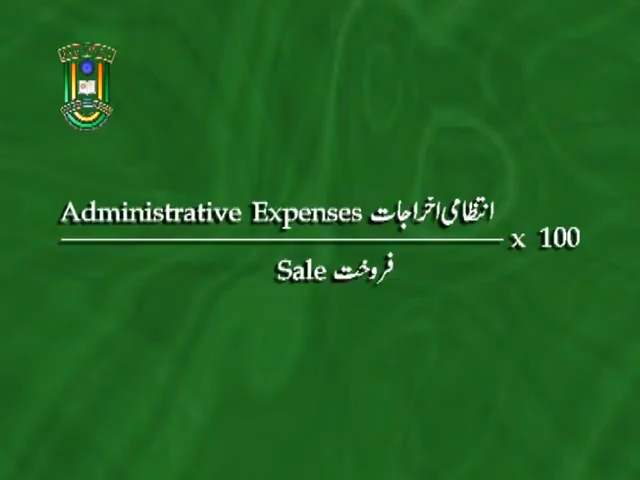 Administrative Expenses انتظامی اخراجات
x 100
Sale فروخت